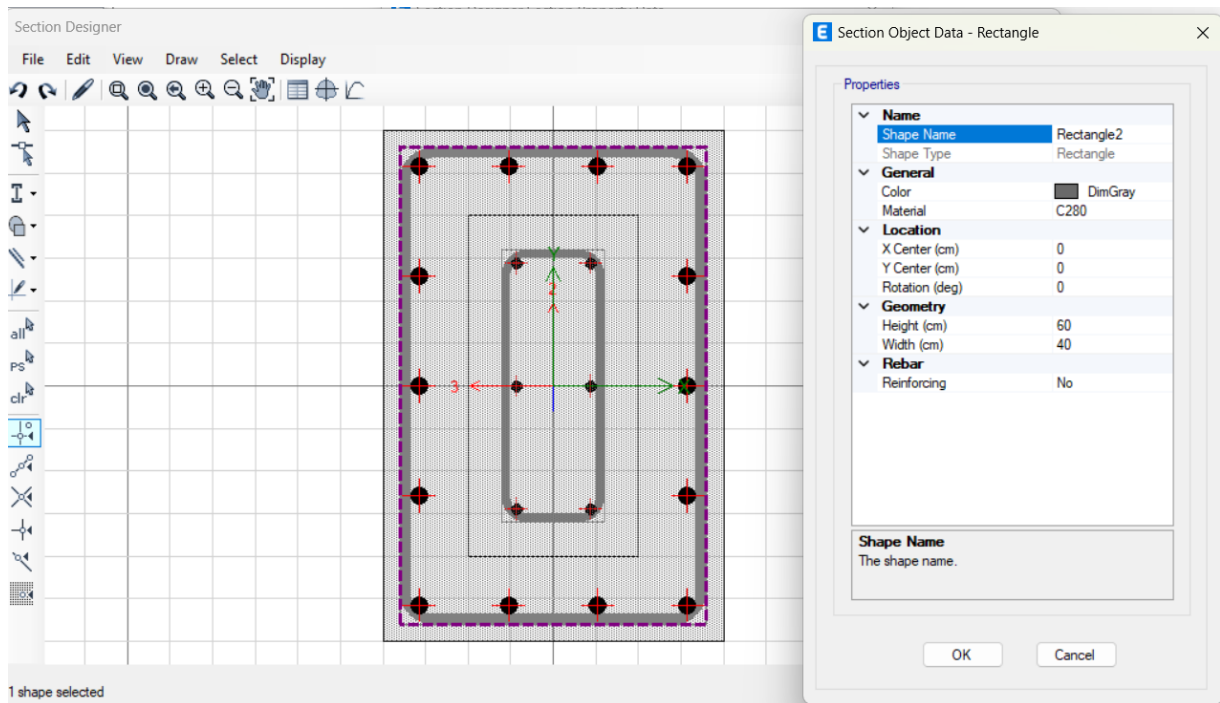 Section Designer
File Edit View Draw Select Display
all
PS
clr
2
3
1 shape selected
E Section Object Data - Rectangle
Properties
Name
Shape Name Rectangle2
Shape Type Rectangle
General
Color DimGray
Material C280
Location
X Center (cm) 0
Y Center (cm) 0
Rotation (deg) 0
Geometry
Height (cm) 60
Width (cm) 40
Rebar
Reinforcing No
Shape Name
The shape name.
OK Cancel